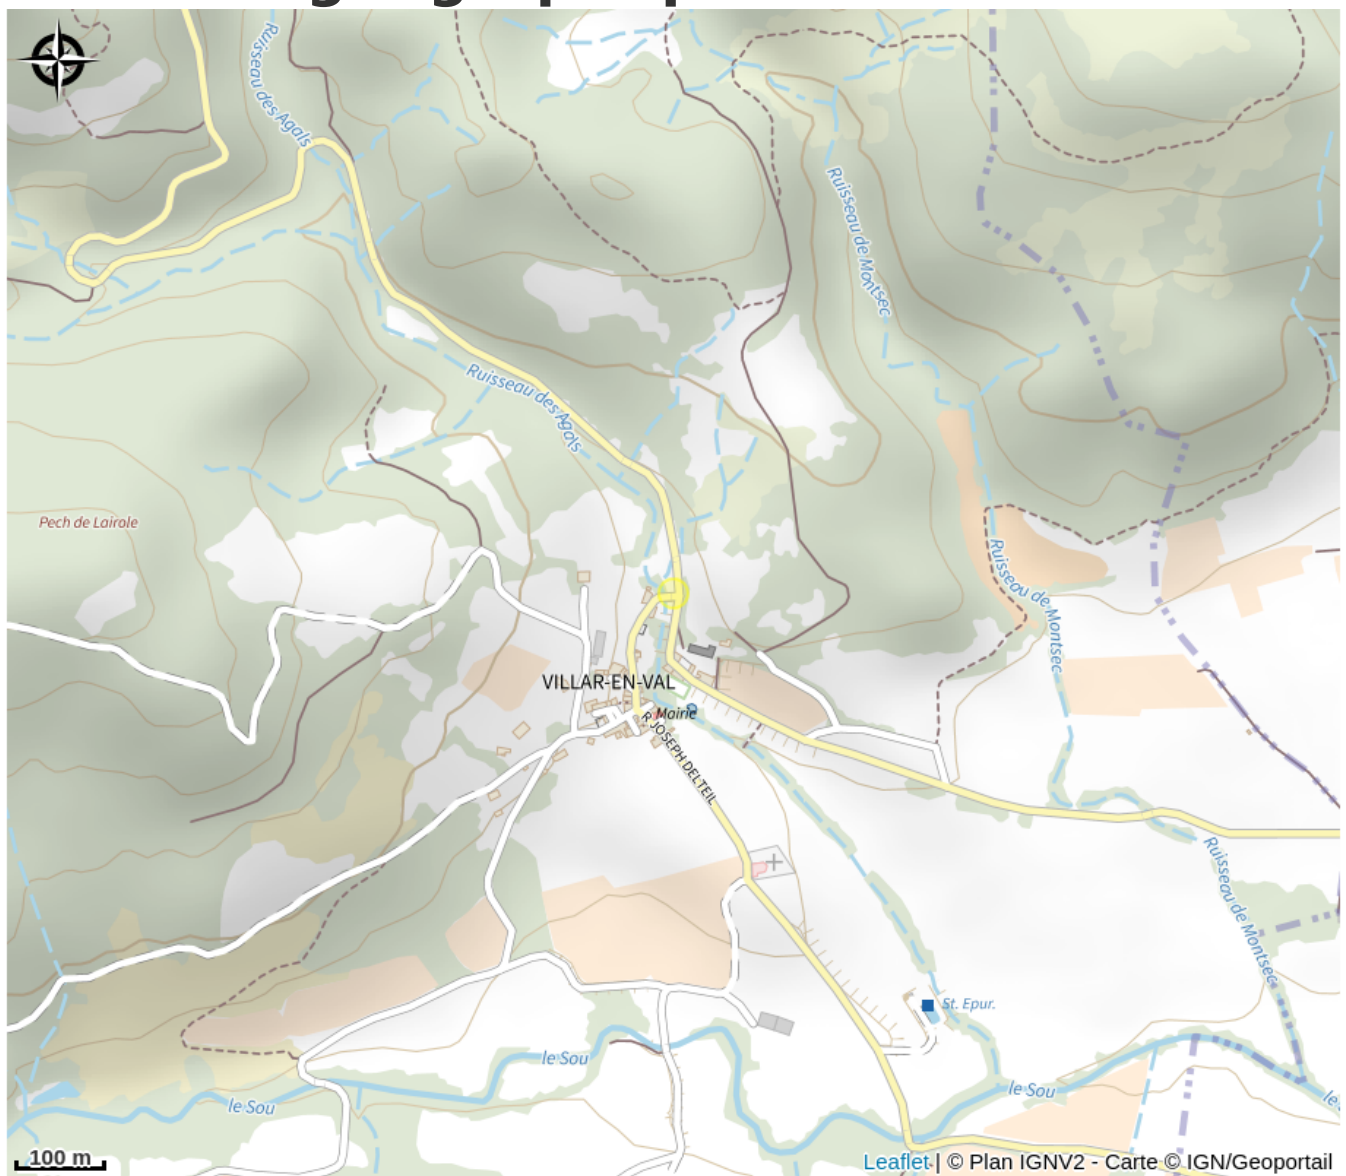 Ruisseau des Agals
Ruisseau de Montsec
Ruisseau des Agals
Pech de Lairole
Ruisseau de Montsec
VILLAR-EN-VAL
Mairie
R JOSEPH DELTEIL
Ruisseau de Montsec
St. Epur.
le Sou
le Sou
le Sou
100 m
Leaflet | © Plan IGNV2 - Carte © IGN/Geoportail